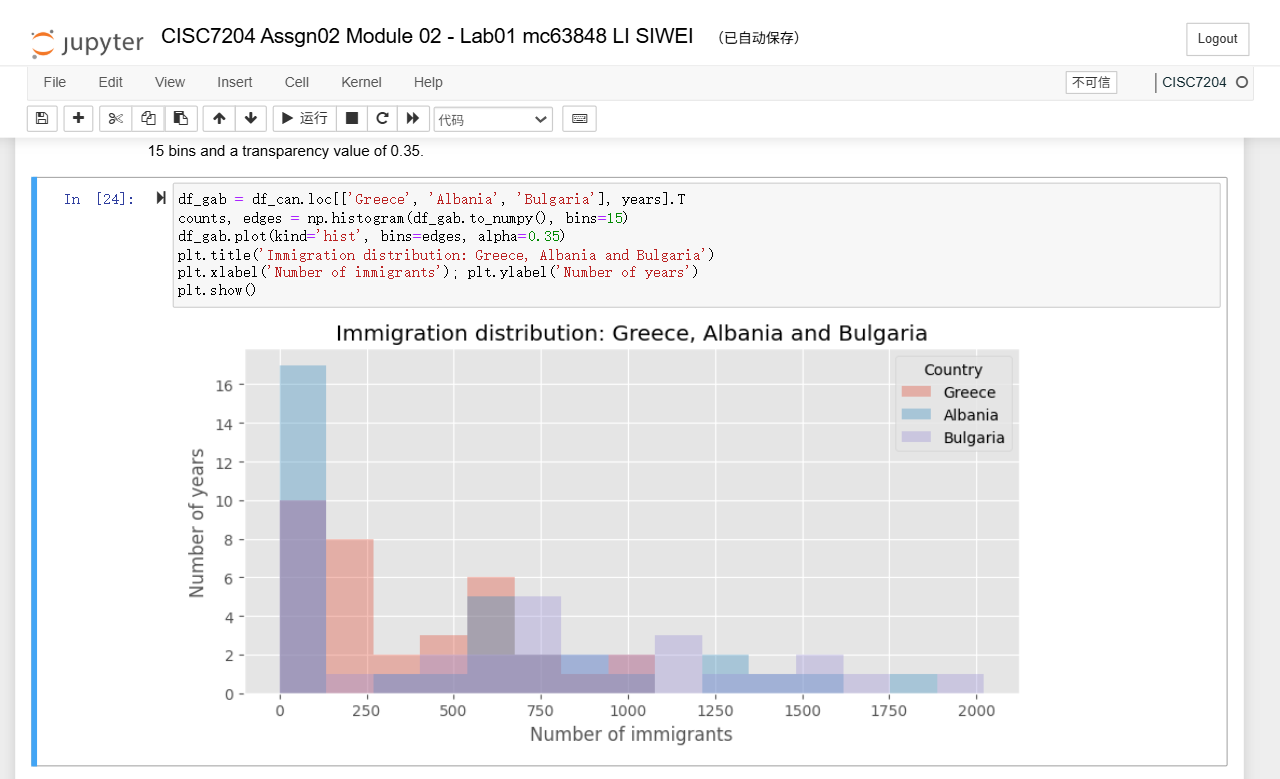 jupyter CISC7204 Assgn02 Module 02 - Lab01 mc63848 LI SIWEI （已自动保存） Logout
File Edit View Insert Cell Kernel Help 不可信 CISC7204
运行 代码
15 bins and a transparency value of 0.35.
In [24]:
df_gab = df_can.loc[['Greece', 'Albania', 'Bulgaria'], years].T
counts, edges = np.histogram(df_gab.to_numpy(), bins=15)
df_gab.plot(kind='hist', bins=edges, alpha=0.35)
plt.title('Immigration distribution: Greece, Albania and Bulgaria')
plt.xlabel('Number of immigrants'); plt.ylabel('Number of years')
plt.show()
Immigration distribution: Greece, Albania and Bulgaria
Country
Greece
Albania
Bulgaria
Number of years
16
14
12
10
8
6
4
2
0
0 250 500 750 1000 1250 1500 1750 2000
Number of immigrants